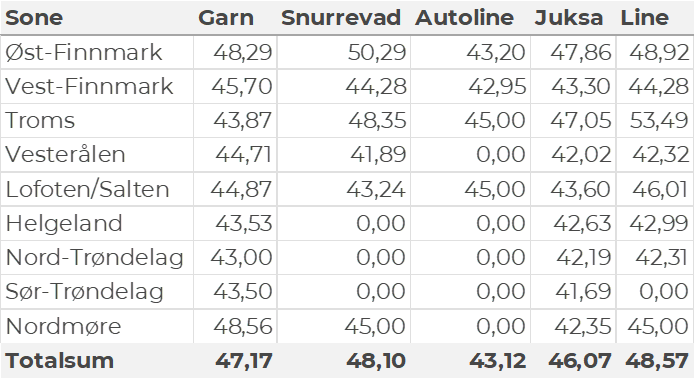 Sone Garn Snurrevad Autoline Juksa Line
Øst-Finnmark 48,29 50,29 43,20 47,86 48,92
Vest-Finnmark 45,70 44,28 42,95 43,30 44,28
Troms 43,87 48,35 45,00 47,05 53,49
Vesterålen 44,71 41,89 0,00 42,02 42,32
Lofoten/Salten 44,87 43,24 45,00 43,60 46,01
Helgeland 43,53 0,00 0,00 42,63 42,99
Nord-Trøndelag 43,00 0,00 0,00 42,19 42,31
Sør-Trøndelag 43,50 0,00 0,00 41,69 0,00
Nordmøre 48,56 45,00 0,00 42,35 45,00
Totalsum 47,17 48,10 43,12 46,07 48,57